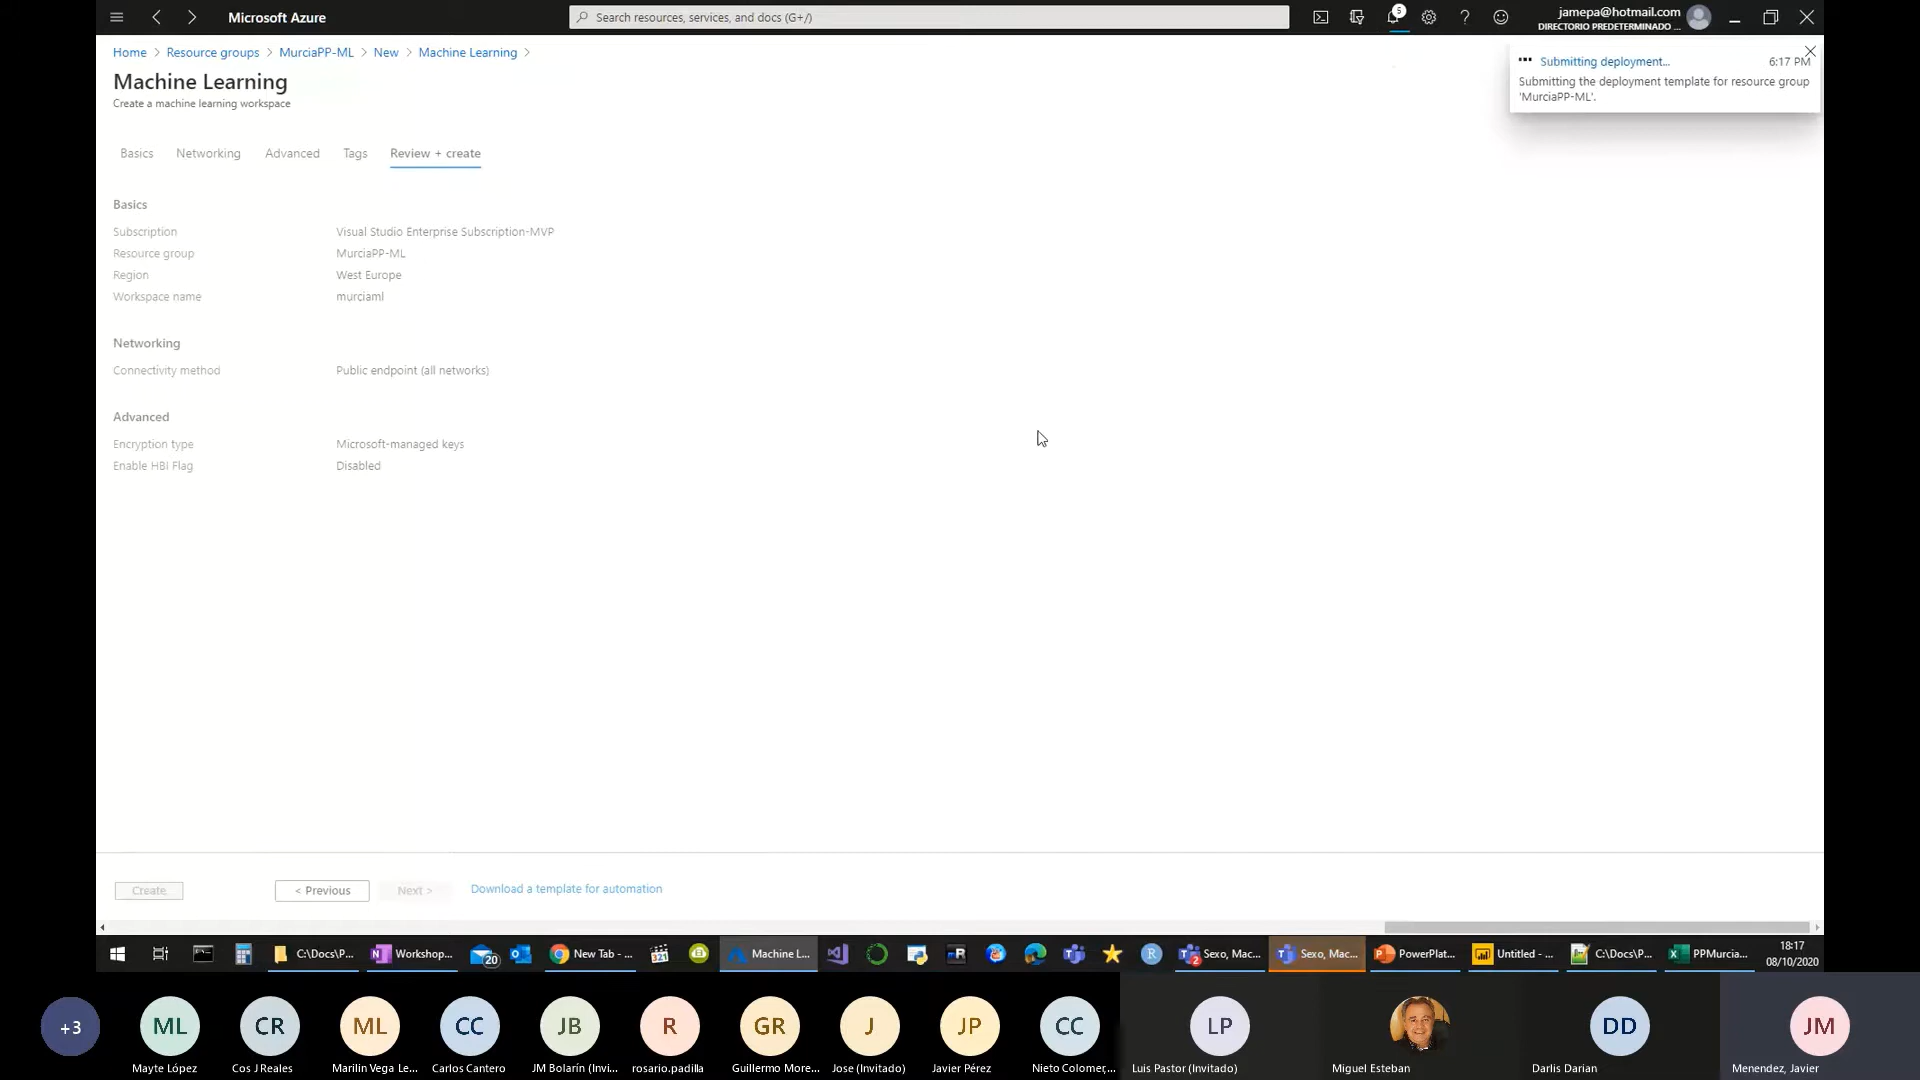 Microsoft Azure
Search resources, services, and docs (G+/)
5
jamepa@hotmail.com
DIRECTORIO PREDETERMINADO ...
Home > Resource groups > MurciaPP-ML > New > Machine Learning >
Machine Learning
Create a machine learning workspace
Submitting deployment...
6:17 PM
Submitting the deployment template for resource group
'MurciaPP-ML'.
Basics
Networking
Advanced
Tags
Review + create
Basics
Subscription
Visual Studio Enterprise Subscription-MVP
Resource group
MurciaPP-ML
Region
West Europe
Workspace name
murciaml
Networking
Connectivity method
Public endpoint (all networks)
Advanced
Encryption type
Microsoft-managed keys
Enable HBI Flag
Disabled
Create
< Previous
Next >
Download a template for automation
C:\Docs\P...
Workshop...
20
New Tab - ...
321
Machine L...
R
R
2
Sexo, Mac...
Sexo, Mac...
PowerPlat...
Untitled - ...
C:\Docs\P...
PPMurcia...
18:17
08/10/2020
+3
ML
CR
ML
CC
JB
R
GR
J
JP
CC
LP
DD
JM
Mayte López
Cos J Reales
Marilin Vega Le...
Carlos Cantero
JM Bolarín (Invi...
rosario.padilla
Guillermo More...
Jose (Invitado)
Javier Pérez
Nieto Colomer,...
Luis Pastor (Invitado)
Miguel Esteban
Darlis Darian
Menendez, Javier